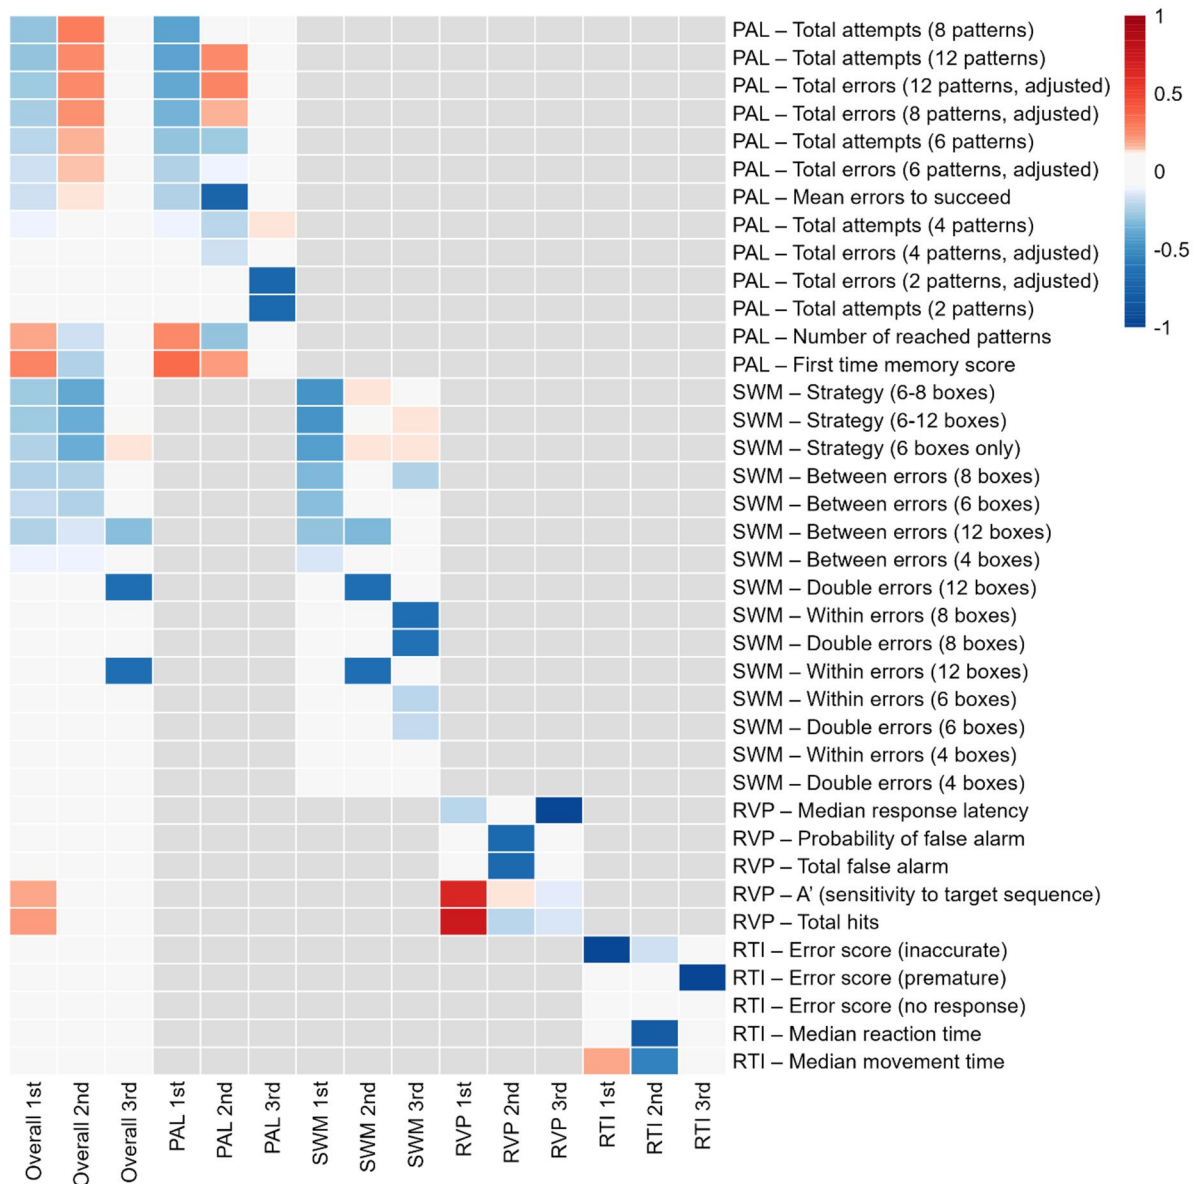 PAL – Total attempts (8 patterns)
PAL – Total attempts (12 patterns)
PAL – Total errors (12 patterns, adjusted)
PAL – Total errors (8 patterns, adjusted)
PAL – Total attempts (6 patterns)
PAL – Total errors (6 patterns, adjusted)
PAL – Mean errors to succeed
PAL – Total attempts (4 patterns)
PAL – Total errors (4 patterns, adjusted)
PAL – Total errors (2 patterns, adjusted)
PAL – Total attempts (2 patterns)
PAL – Number of reached patterns
PAL – First time memory score
SWM – Strategy (6-8 boxes)
SWM – Strategy (6-12 boxes)
SWM – Strategy (6 boxes only)
SWM – Between errors (8 boxes)
SWM – Between errors (6 boxes)
SWM – Between errors (12 boxes)
SWM – Between errors (4 boxes)
SWM – Double errors (12 boxes)
SWM – Within errors (8 boxes)
SWM – Double errors (8 boxes)
SWM – Within errors (12 boxes)
SWM – Within errors (6 boxes)
SWM – Double errors (6 boxes)
SWM – Within errors (4 boxes)
SWM – Double errors (4 boxes)
RVP – Median response latency
RVP – Probability of false alarm
RVP – Total false alarm
RVP – A’ (sensitivity to target sequence)
RVP – Total hits
RTI – Error score (inaccurate)
RTI – Error score (premature)
RTI – Error score (no response)
RTI – Median reaction time
RTI – Median movement time
1
0.5
0
-0.5
-1
Overall 1st
Overall 2nd
Overall 3rd
PAL 1st
PAL 2nd
PAL 3rd
SWM 1st
SWM 2nd
SWM 3rd
RVP 1st
RVP 2nd
RVP 3rd
RTI 1st
RTI 2nd
RTI 3rd